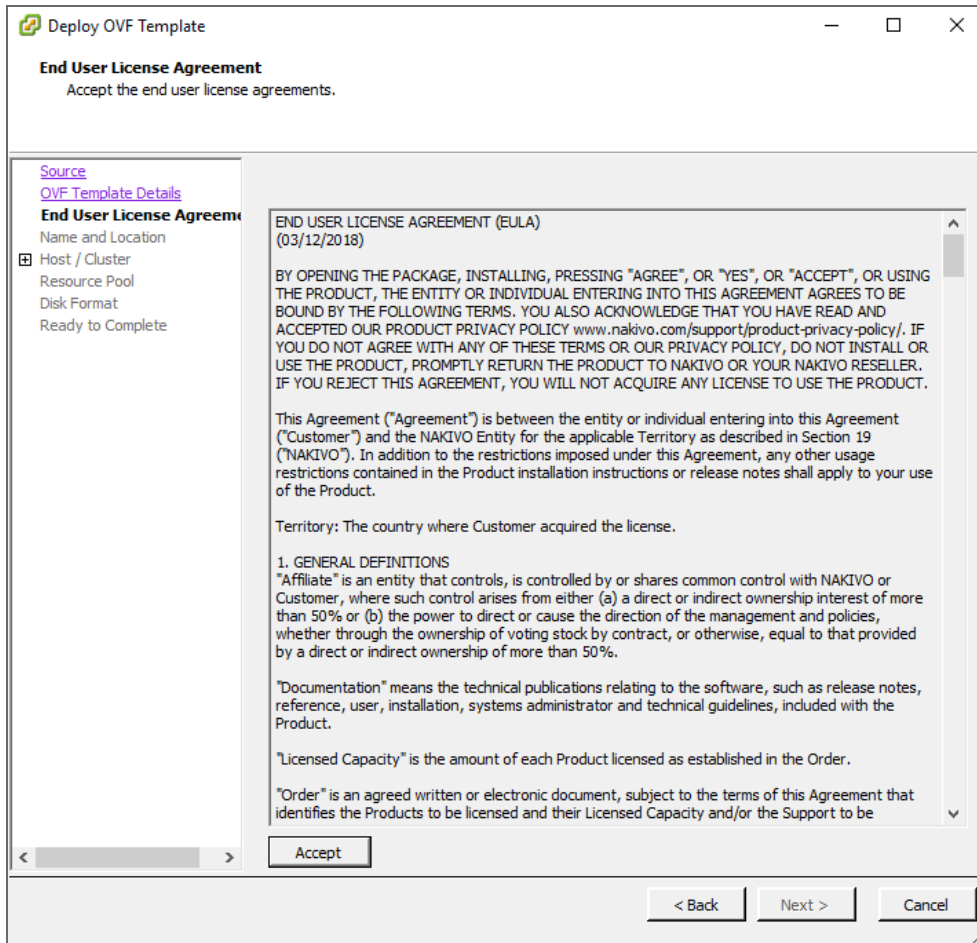 Deploy OVF Template
End User License Agreement
Accept the end user license agreements.
Source
OVF Template Details
End User License Agreeme
Name and Location
Host / Cluster
Resource Pool
Disk Format
Ready to Complete
END USER LICENSE AGREEMENT (EULA)
(03/12/2018)
BY OPENING THE PACKAGE, INSTALLING, PRESSING "AGREE", OR "YES", OR "ACCEPT", OR USING
THE PRODUCT, THE ENTITY OR INDIVIDUAL ENTERING INTO THIS AGREEMENT AGREES TO BE
BOUND BY THE FOLLOWING TERMS. YOU ALSO ACKNOWLEDGE THAT YOU HAVE READ AND
ACCEPTED OUR PRODUCT PRIVACY POLICY www.nakivo.com/support/product-privacy-policy/. IF
YOU DO NOT AGREE WITH ANY OF THESE TERMS OR OUR PRIVACY POLICY, DO NOT INSTALL OR
USE THE PRODUCT, PROMPTLY RETURN THE PRODUCT TO NAKIVO OR YOUR NAKIVO RESELLER.
IF YOU REJECT THIS AGREEMENT, YOU WILL NOT ACQUIRE ANY LICENSE TO USE THE PRODUCT.
This Agreement ("Agreement") is between the entity or individual entering into this Agreement
("Customer") and the NAKIVO Entity for the applicable Territory as described in Section 19
("NAKIVO"). In addition to the restrictions imposed under this Agreement, any other usage
restrictions contained in the Product installation instructions or release notes shall apply to your use
of the Product.
Territory: The country where Customer acquired the license.
1. GENERAL DEFINITIONS
"Affiliate" is an entity that controls, is controlled by or shares common control with NAKIVO or
Customer, where such control arises from either (a) a direct or indirect ownership interest of more
than 50% or (b) the power to direct or cause the direction of the management and policies,
whether through the ownership of voting stock by contract, or otherwise, equal to that provided
by a direct or indirect ownership of more than 50%.
"Documentation" means the technical publications relating to the software, such as release notes,
reference, user, installation, systems administrator and technical guidelines, included with the
Product.
"Licensed Capacity" is the amount of each Product licensed as established in the Order.
"Order" is an agreed written or electronic document, subject to the terms of this Agreement that
identifies the Products to be licensed and their Licensed Capacity and/or the Support to be
Accept
< Back
Next >
Cancel